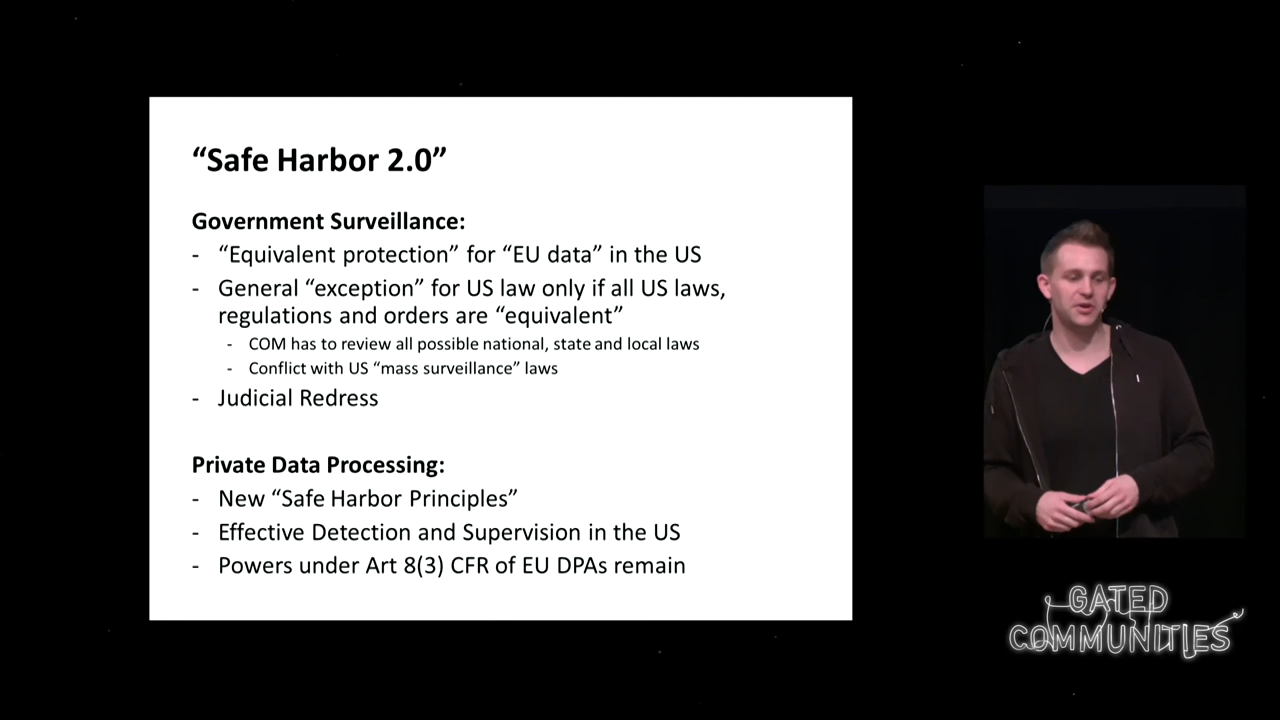 “Safe Harbor 2.0”
Government Surveillance:
- “Equivalent protection” for “EU data” in the US
- General “exception” for US law only if all US laws,
regulations and orders are “equivalent”
- COM has to review all possible national, state and local laws
- Conflict with US “mass surveillance” laws
- Judicial Redress
Private Data Processing:
- New “Safe Harbor Principles”
- Effective Detection and Supervision in the US
- Powers under Art 8(3) CFR of EU DPAs remain
GATED
COMMUNITIES